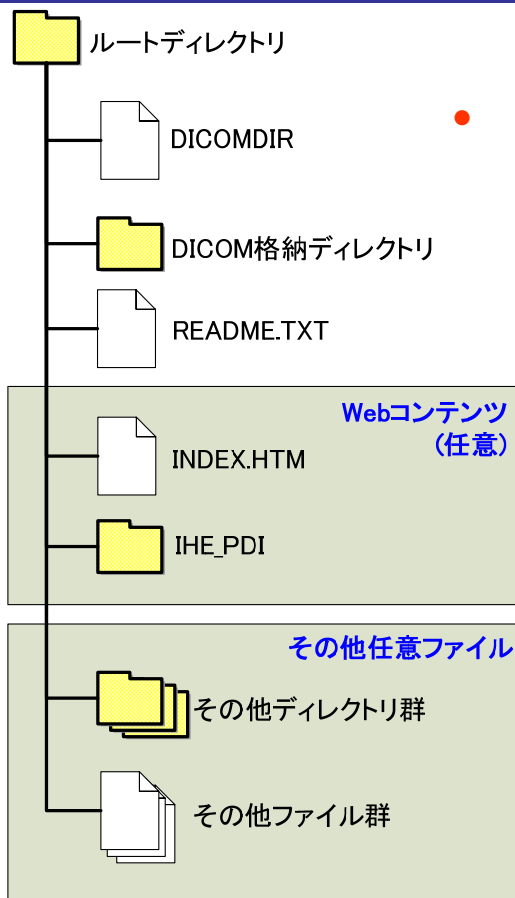 ルートディレクトリ
DICOMDIR
DICOM格納ディレクトリ
README.TXT
Webコンテンツ
(任意)
INDEX.HTM
IHE_PDI
その他任意ファイル
その他ディレクトリ群
その他ファイル群